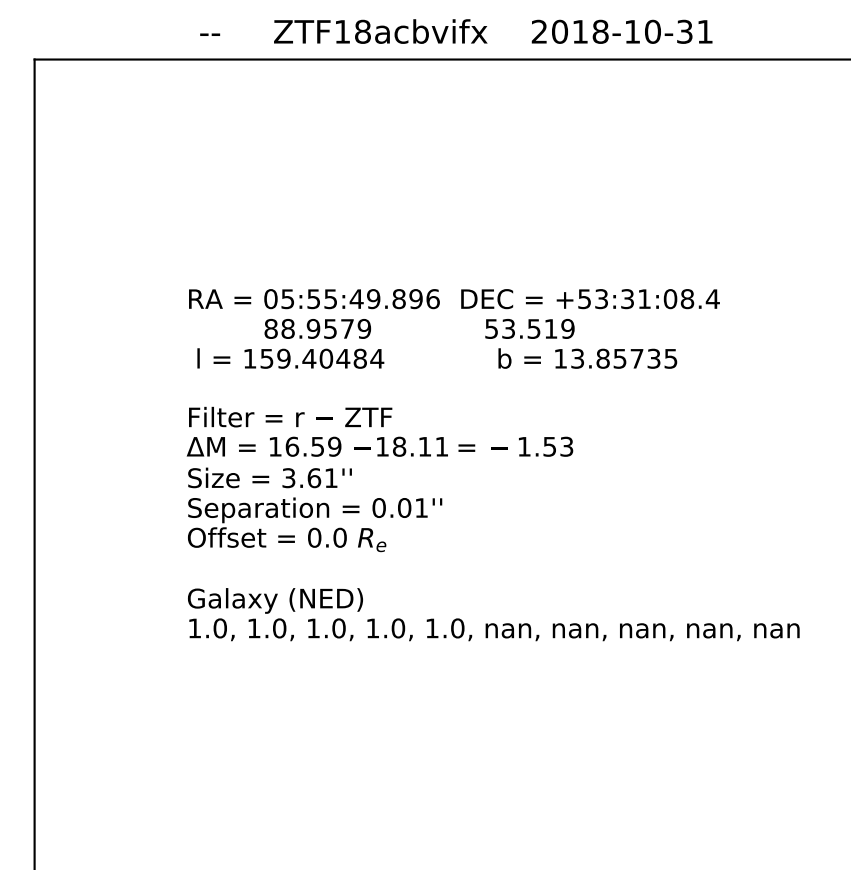 --  ZTF18acbvifx  2018-10-31
RA = 05:55:49.896  DEC = +53:31:08.4
88.9579  53.519
l = 159.40484  b = 13.85735
Filter = r − ZTF
ΔM = 16.59 −18.11 = − 1.53
Size = 3.61''
Separation = 0.01''
Offset = 0.0 Re
Galaxy (NED)
1.0, 1.0, 1.0, 1.0, 1.0, nan, nan, nan, nan, nan